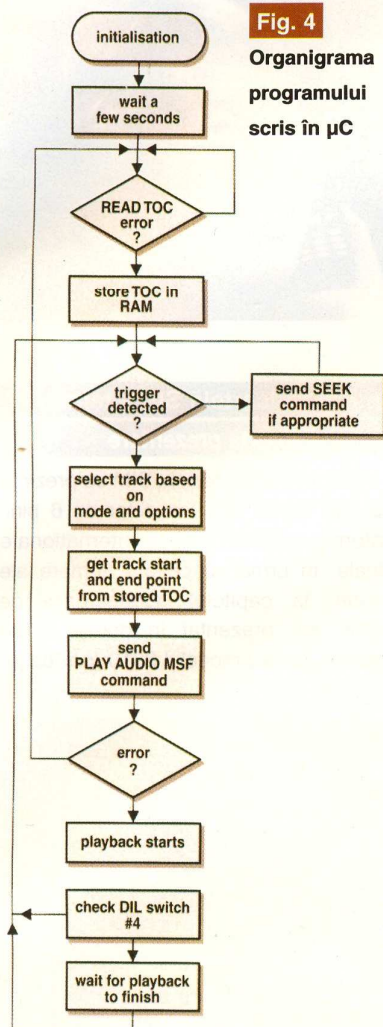 Fig. 4
Organigrama
programului
scris în µC
initialisation
wait a
few seconds
READ TOC
error
?
store TOC in
RAM
trigger
detected
?
send SEEK
command
if appropriate
select track based
on
mode and options
get track start
and end point
from stored TOC
send
PLAY AUDIO MSF
command
error
?
playback starts
check DIL switch
#4
wait for playback
to finish